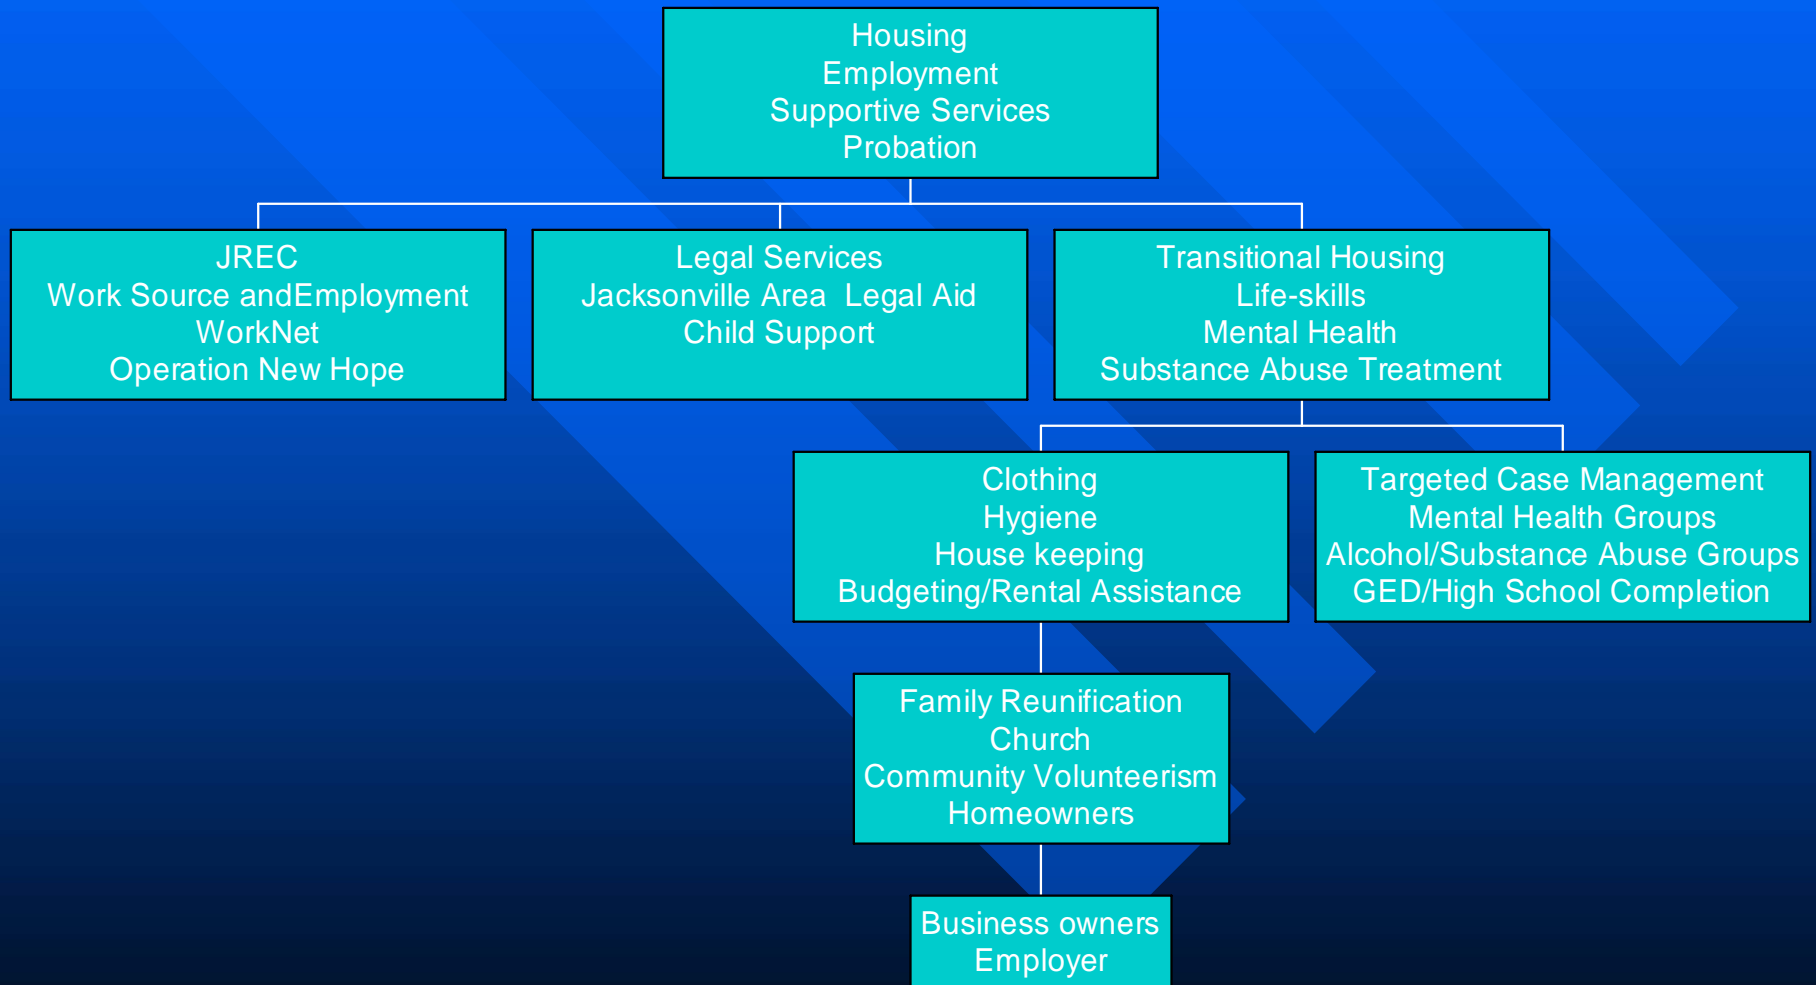 Housing
Employment
Supportive Services
Probation
JREC
Work Source andEmployment
WorkNet
Operation New Hope
Legal Services
Jacksonville Area  Legal Aid
Child Support
Transitional Housing
Life-skills
Mental Health
Substance Abuse Treatment
Clothing
Hygiene
House keeping
Budgeting/Rental Assistance
Targeted Case Management
Mental Health Groups
Alcohol/Substance Abuse Groups
GED/High School Completion
Family Reunification
Church
Community Volunteerism
Homeowners
Business owners
Employer